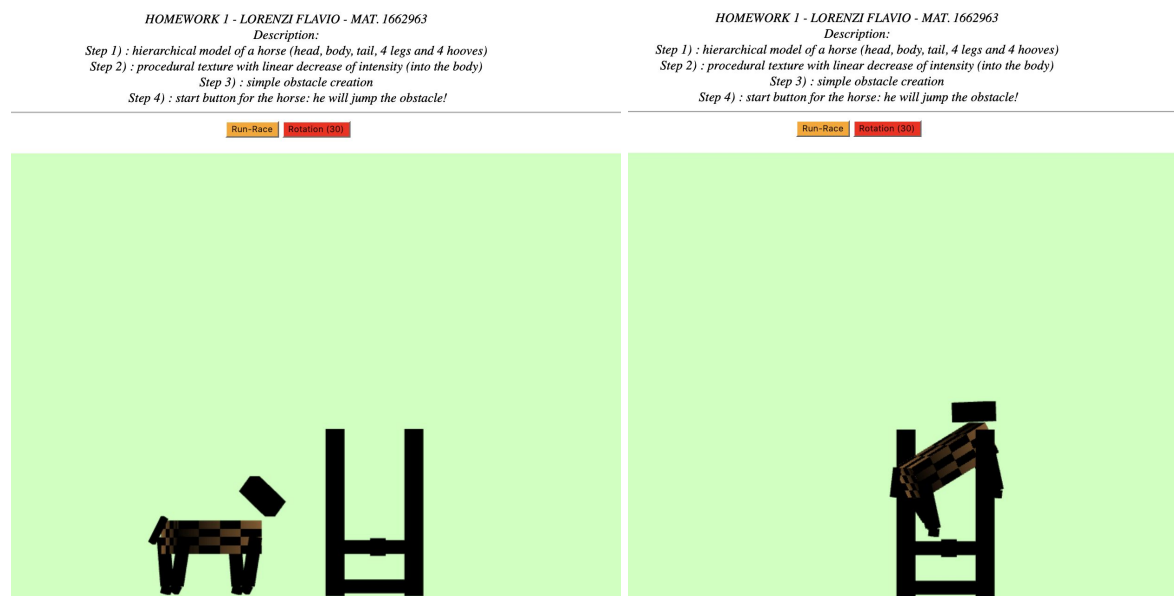 HOMEWORK 1 - LORENZI FLAVIO - MAT. 1662963
Description:
Step 1) : hierarchical model of a horse (head, body, tail, 4 legs and 4 hooves)
Step 2) : procedural texture with linear decrease of intensity (into the body)
Step 3) : simple obstacle creation
Step 4) : start button for the horse: he will jump the obstacle!
Run-Race Rotation (30)
HOMEWORK 1 - LORENZI FLAVIO - MAT. 1662963
Description:
Step 1) : hierarchical model of a horse (head, body, tail, 4 legs and 4 hooves)
Step 2) : procedural texture with linear decrease of intensity (into the body)
Step 3) : simple obstacle creation
Step 4) : start button for the horse: he will jump the obstacle!
Run-Race Rotation (30)